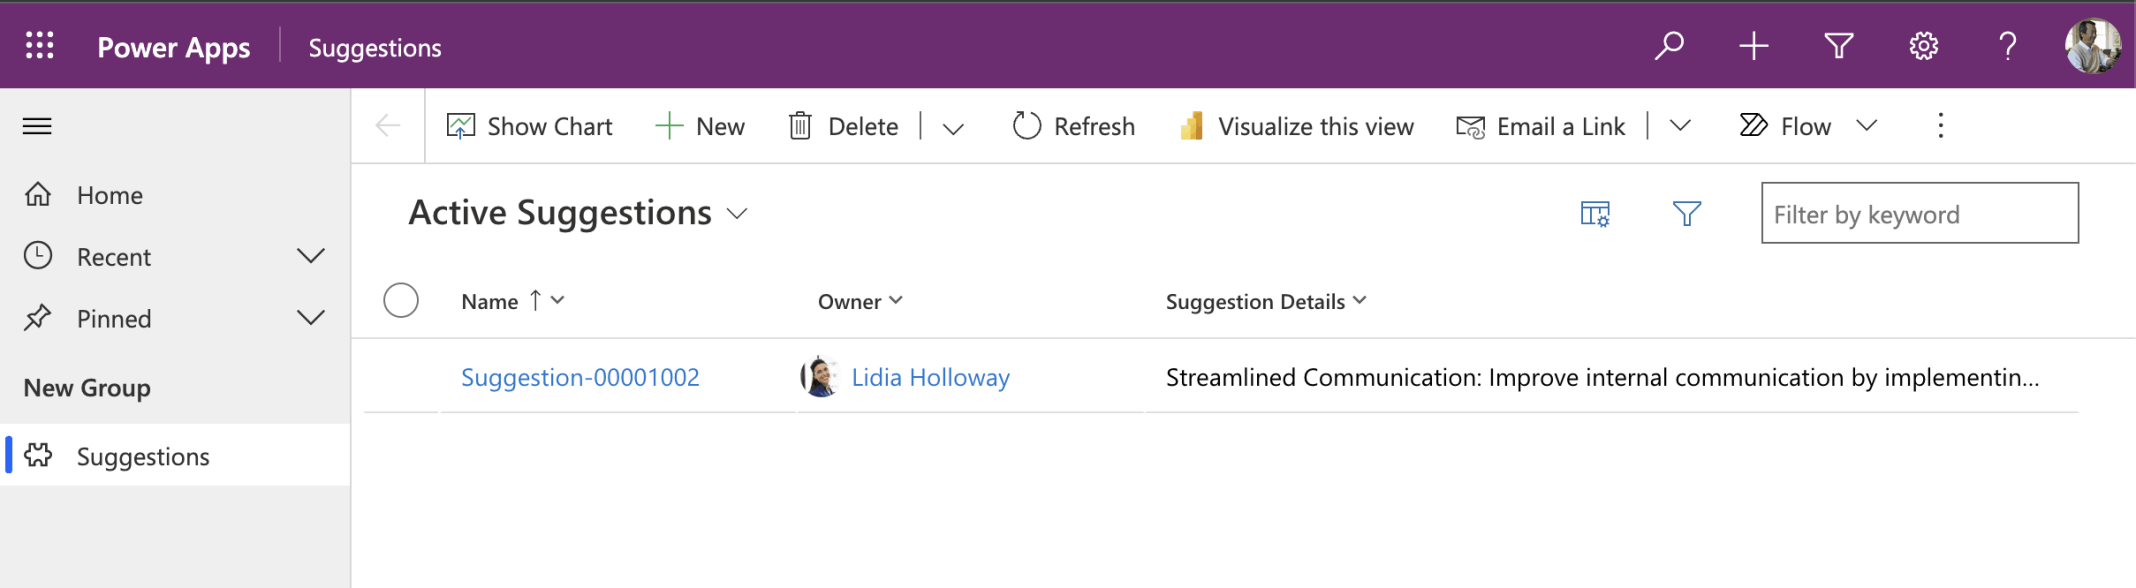 Power Apps Suggestions
Show Chart New Delete Refresh Visualize this view Email a Link Flow
Home
Recent
Pinned
New Group
Suggestions
Active Suggestions
Filter by keyword
Name Owner Suggestion Details
Suggestion-00001002 Lidia Holloway Streamlined Communication: Improve internal communication by implementin...